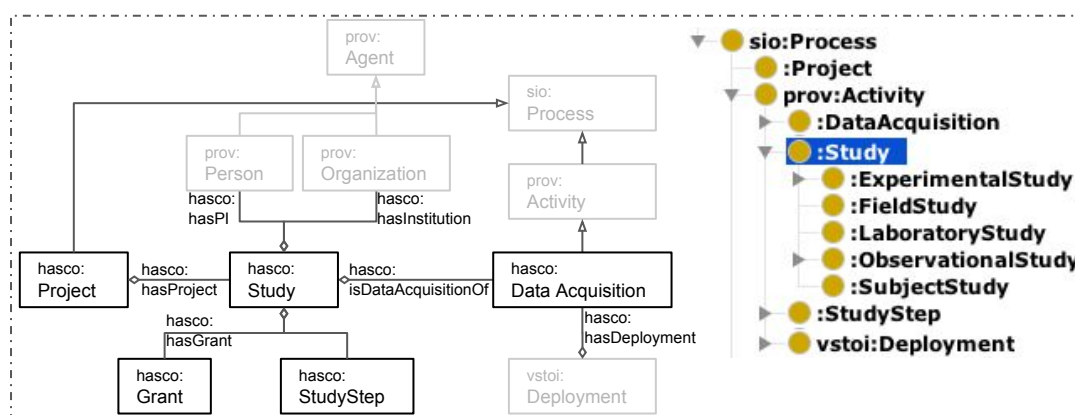 prov:
Agent
sio:
Process
prov:
Person
prov:
Organization
prov:
Activity
hasco:
hasPI
hasco:
hasInstitution
hasco:
Project
hasco:
hasProject
hasco:
Study
hasco:
isDataAcquisitionOf
hasco:
Data Acquisition
hasco:
hasGrant
hasco:
hasDeployment
hasco:
Grant
hasco:
StudyStep
vstoi:
Deployment
sio:Process
:Project
prov:Activity
:DataAcquisition
:Study
:ExperimentalStudy
:FieldStudy
:LaboratoryStudy
:ObservationalStudy
:SubjectStudy
:StudyStep
vstoi:Deployment